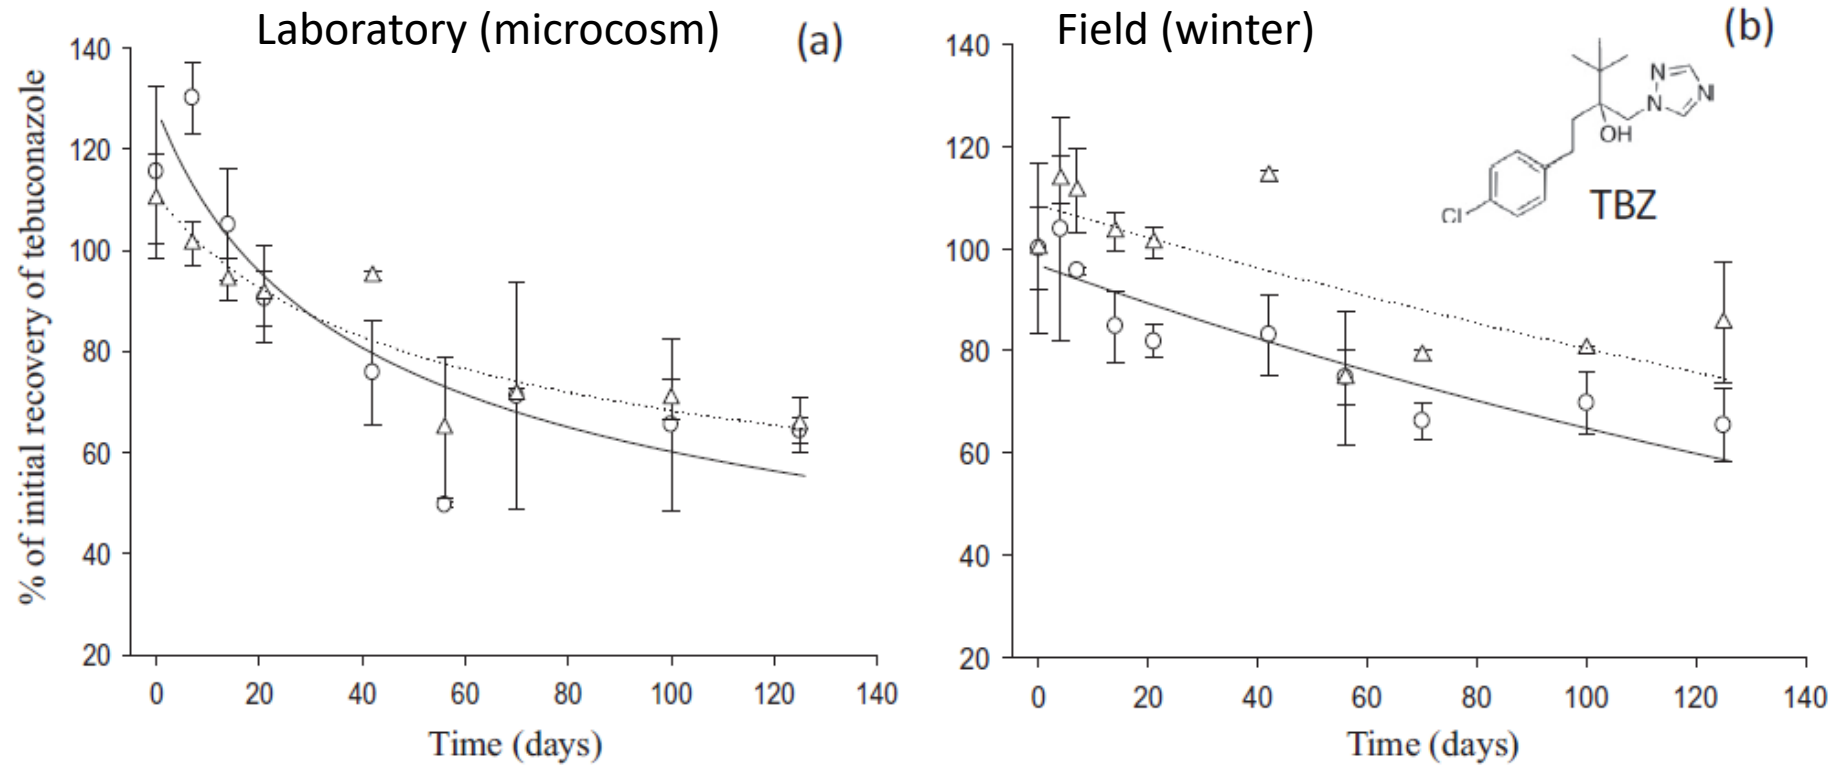 Laboratory (microcosm)
(a)
% of initial recovery of tebuconazole
140
120
100
80
60
40
20
0 20 40 60 80 100 120 140
Time (days)
Field (winter)
(b)
140
120
100
80
60
40
20
0 20 40 60 80 100 120 140
Time (days)
N
N
N
OH
Cl
TBZ